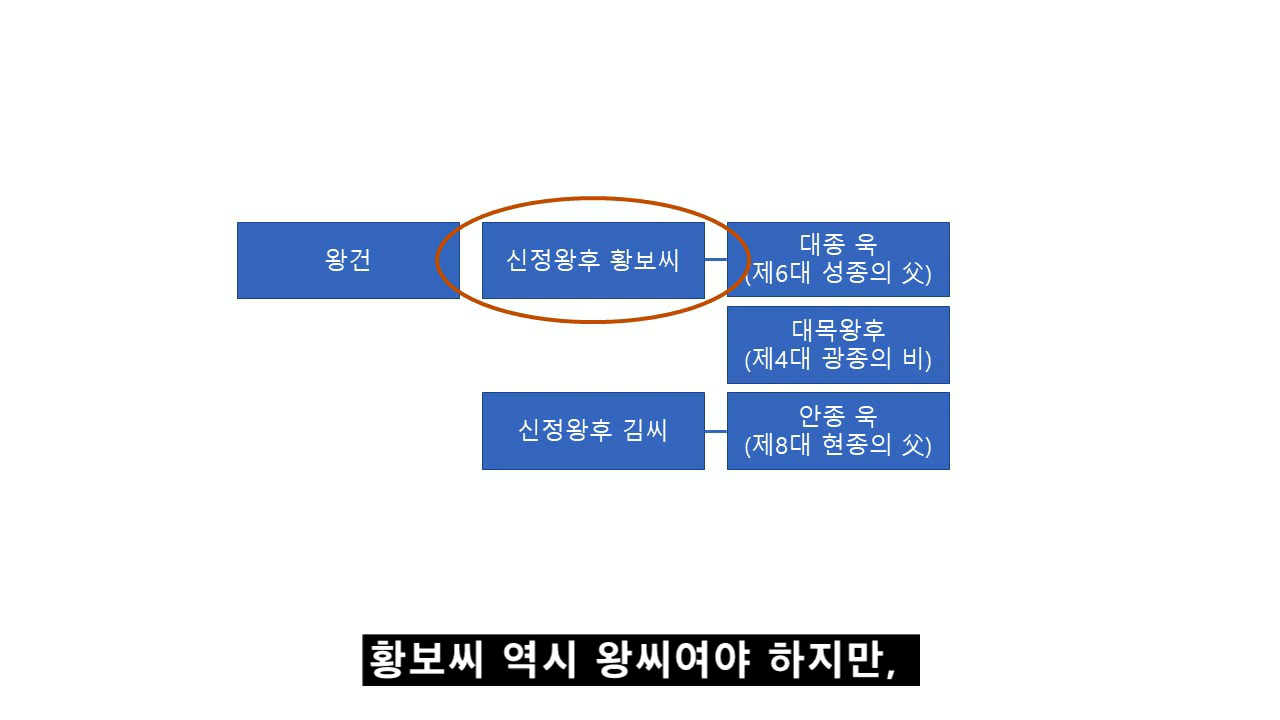 왕건
신정왕후 황보씨
대종 욱
(제6대 성종의 父)
대목왕후
(제4대 광종의 비)
신정왕후 김씨
안종 욱
(제8대 현종의 父)
황보씨 역시 왕씨여야 하지만,